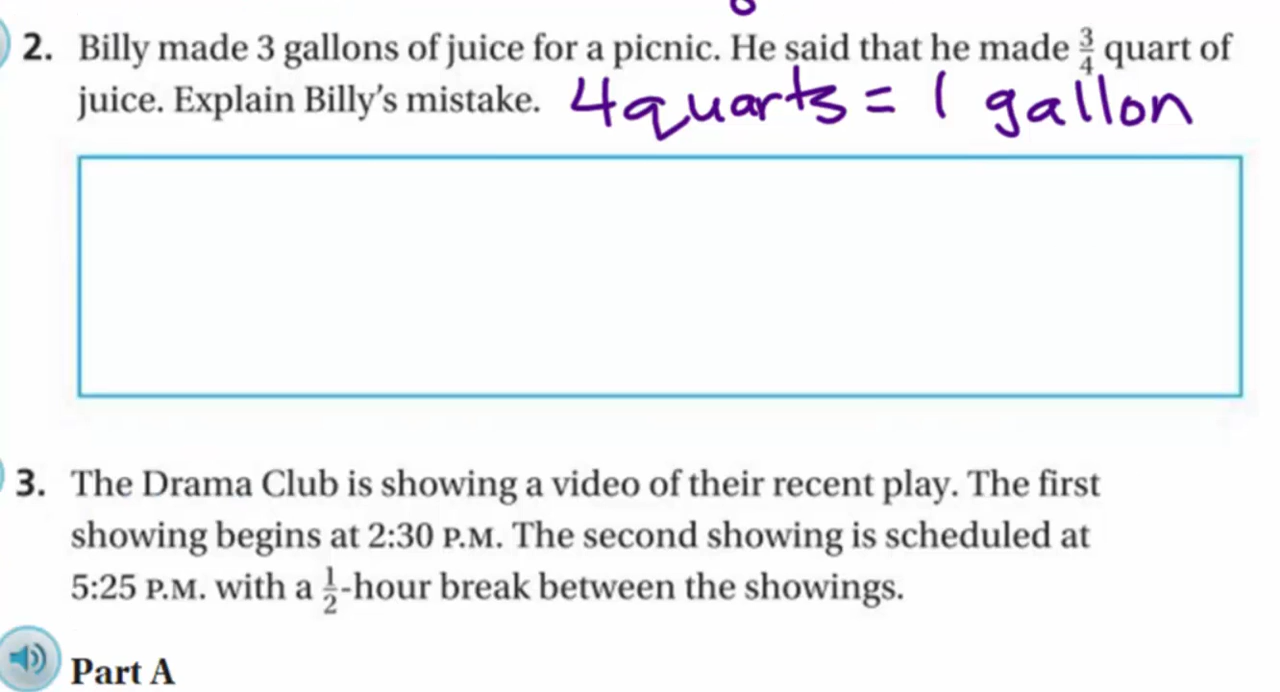 2. Billy made 3 gallons of juice for a picnic. He said that he made 3/4 quart of
juice. Explain Billy's mistake. 4 quarts = 1 gallon
3. The Drama Club is showing a video of their recent play. The first
showing begins at 2:30 P.M. The second showing is scheduled at
5:25 P.M. with a 1/2-hour break between the showings.
Part A